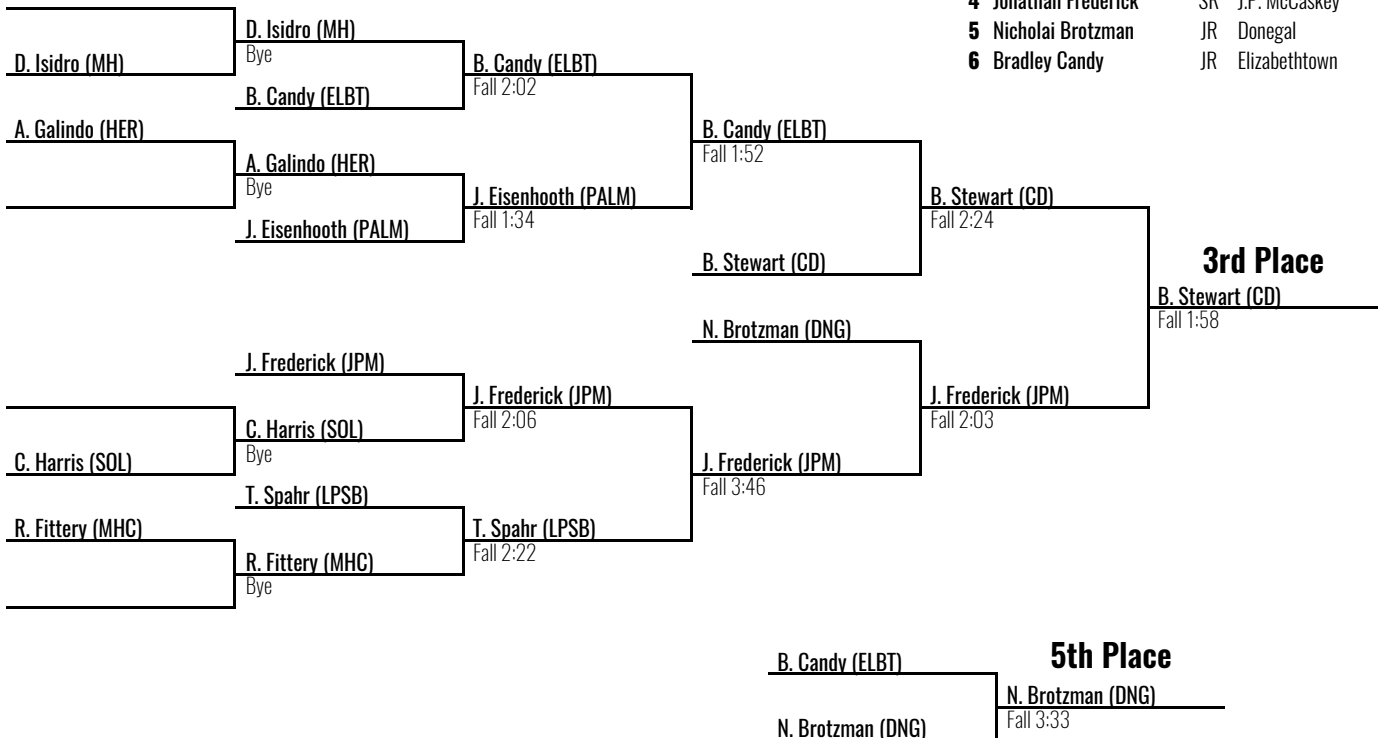 4 Jonathan Frederick SR J.P. McCaskey
5 Nicholai Brotzman JR Donegal
6 Bradley Candy JR Elizabethtown
D. Isidro (MH)
Bye
D. Isidro (MH)
B. Candy (ELBT)
Fall 2:02
B. Candy (ELBT)
A. Galindo (HER)
B. Candy (ELBT)
Fall 1:52
A. Galindo (HER)
Bye
J. Eisenhooth (PALM)
Fall 1:34
B. Stewart (CD)
Fall 2:24
J. Eisenhooth (PALM)
B. Stewart (CD)
3rd Place
B. Stewart (CD)
Fall 1:58
N. Brotzman (DNG)
J. Frederick (JPM)
J. Frederick (JPM)
Fall 2:06
J. Frederick (JPM)
Fall 2:03
C. Harris (SOL)
Bye
C. Harris (SOL)
J. Frederick (JPM)
Fall 3:46
T. Spahr (LPSB)
R. Fittery (MHC)
T. Spahr (LPSB)
Fall 2:22
R. Fittery (MHC)
Bye
5th Place
B. Candy (ELBT)
N. Brotzman (DNG)
Fall 3:33
N. Brotzman (DNG)